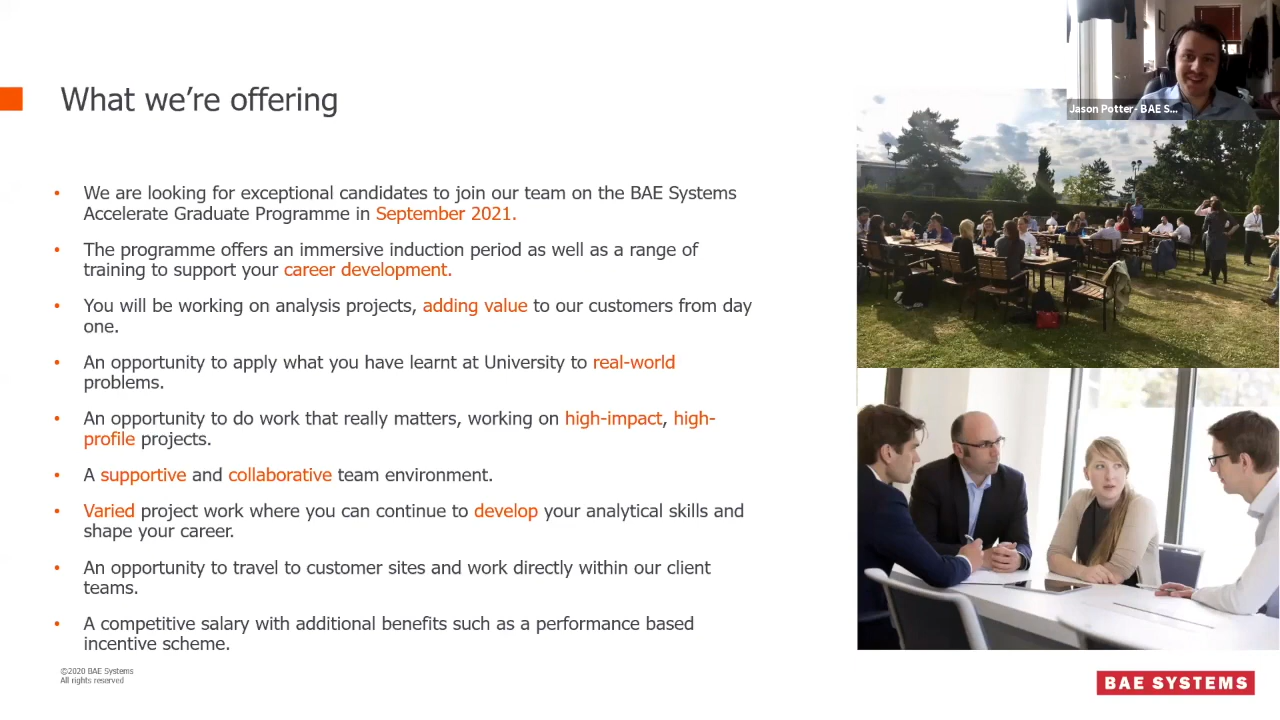 Jason Potter- BAE S...
What we're offering
• We are looking for exceptional candidates to join our team on the BAE Systems
Accelerate Graduate Programme in September 2021.
• The programme offers an immersive induction period as well as a range of
training to support your career development.
• You will be working on analysis projects, adding value to our customers from day
one.
• An opportunity to apply what you have learnt at University to real-world
problems.
• An opportunity to do work that really matters, working on high-impact, high-
profile projects.
• A supportive and collaborative team environment.
• Varied project work where you can continue to develop your analytical skills and
shape your career.
• An opportunity to travel to customer sites and work directly within our client
teams.
• A competitive salary with additional benefits such as a performance based
incentive scheme.
©2020 BAE Systems
All rights reserved
BAE SYSTEMS